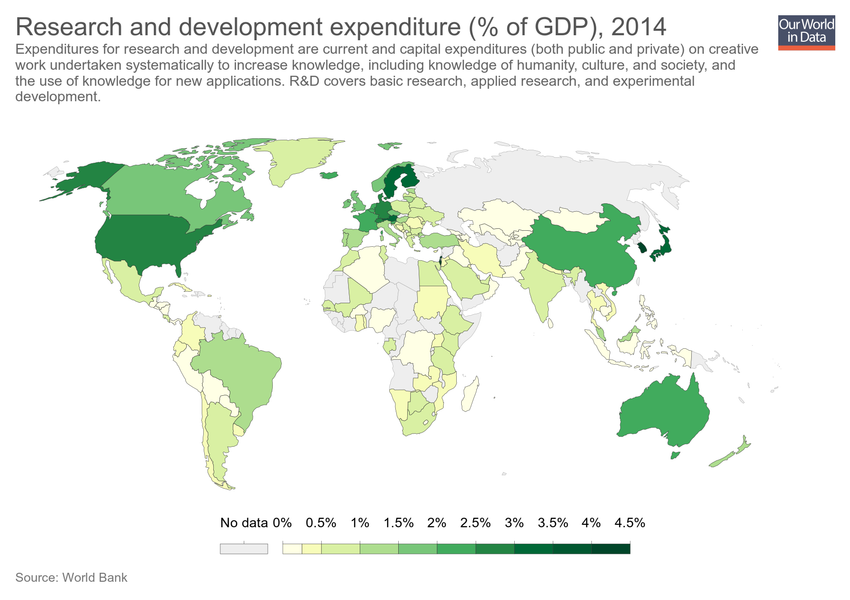 Research and development expenditure (% of GDP), 2014
Our World
in Data
Expenditures for research and development are current and capital expenditures (both public and private) on creative
work undertaken systematically to increase knowledge, including knowledge of humanity, culture, and society, and
the use of knowledge for new applications. R&D covers basic research, applied research, and experimental
development.
No data 0% 0.5% 1% 1.5% 2% 2.5% 3% 3.5% 4% 4.5%
Source: World Bank